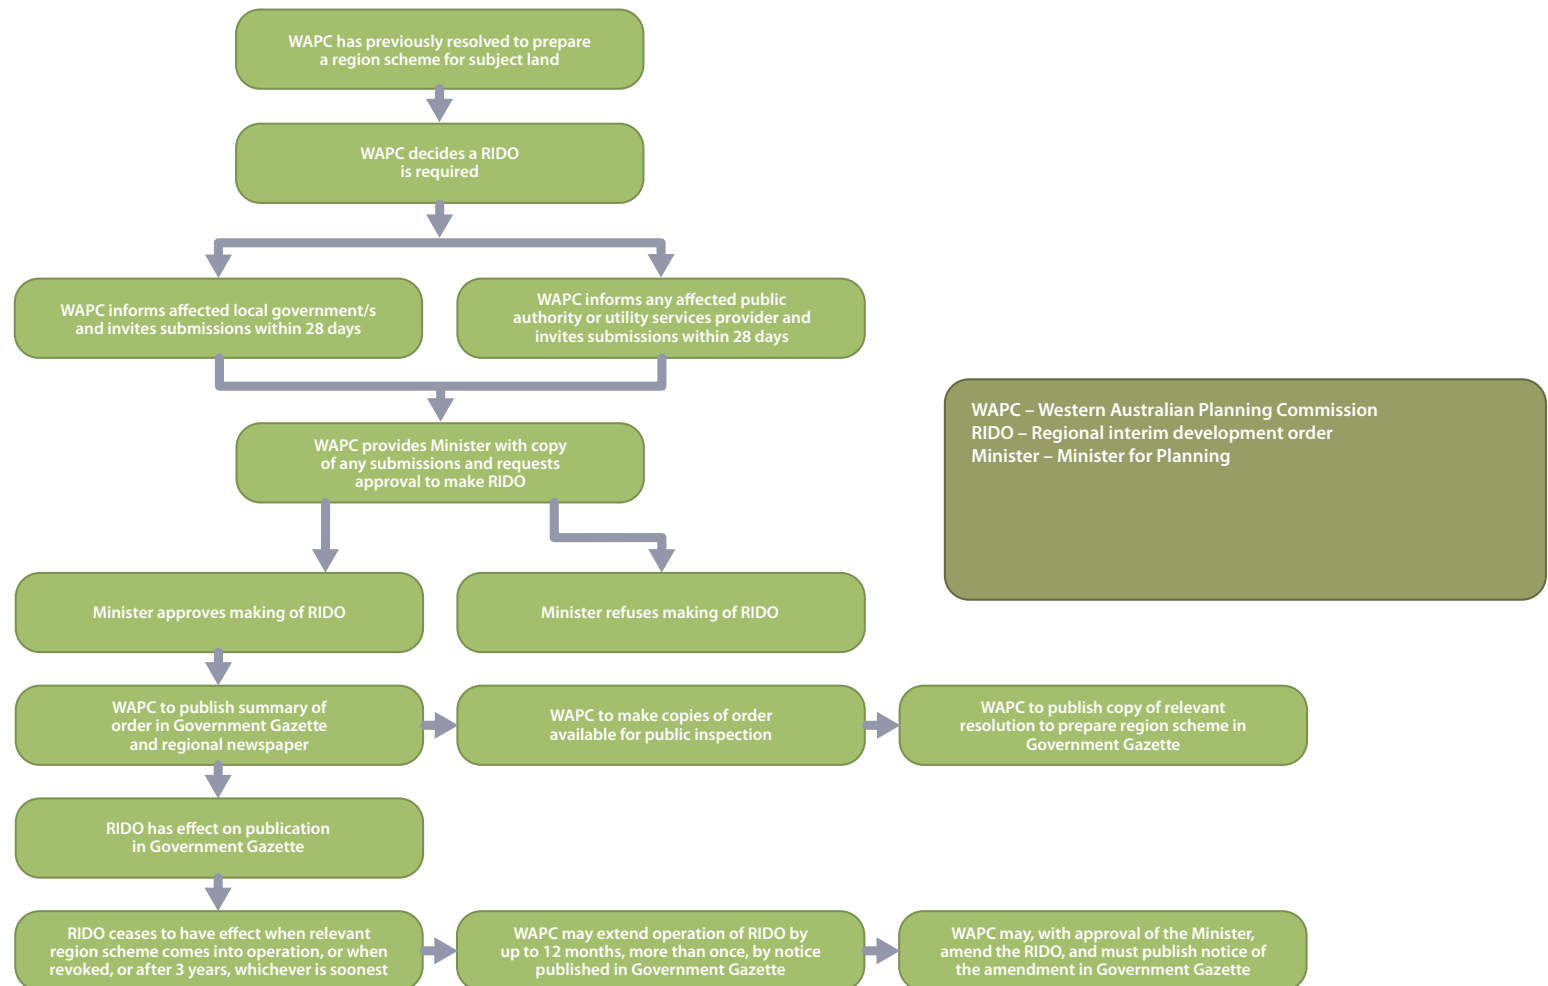 WAPC has previously resolved to prepare
a region scheme for subject land
WAPC decides a RIDO
is required
WAPC informs affected local government/s
and invites submissions within 28 days
WAPC informs any affected public
authority or utility services provider and
invites submissions within 28 days
WAPC provides Minister with copy
of any submissions and requests
approval to make RIDO
WAPC – Western Australian Planning Commission
RIDO – Regional interim development order
Minister – Minister for Planning
Minister approves making of RIDO
Minister refuses making of RIDO
WAPC to publish summary of
order in Government Gazette
and regional newspaper
WAPC to make copies of order
available for public inspection
WAPC to publish copy of relevant
resolution to prepare region scheme in
Government Gazette
RIDO has effect on publication
in Government Gazette
RIDO ceases to have effect when relevant
region scheme comes into operation, or when
revoked, or after 3 years, whichever is soonest
WAPC may extend operation of RIDO by
up to 12 months, more than once, by notice
published in Government Gazette
WAPC may, with approval of the Minister,
amend the RIDO, and must publish notice of
the amendment in Government Gazette